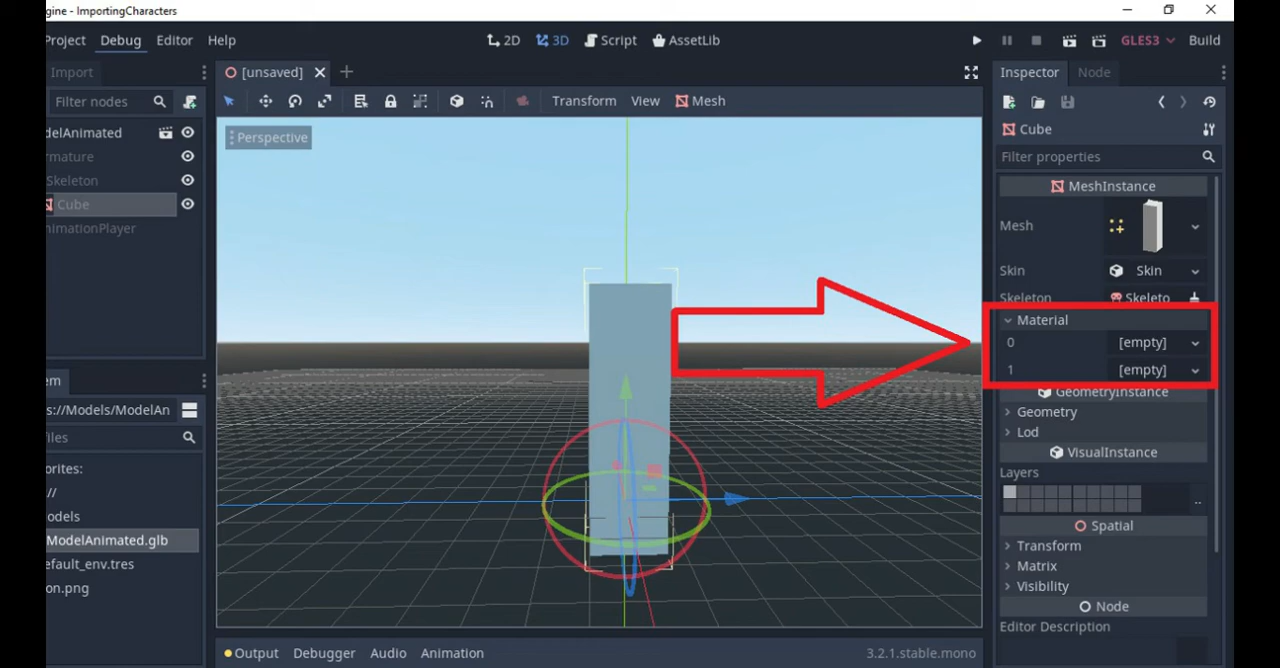 gine - ImportingCharacters
Project Debug Editor Help
2D 3D Script AssetLib
GLES3 Build
Import
[unsaved]
Inspector Node
Filter nodes
Transform View Mesh
delAnimated
rmature
Skeleton
Cube
nimationPlayer
Perspective
Cube
Filter properties
MeshInstance
Mesh
Skin Skin
Skeleton Skeleto
Material
0 [empty]
1 [empty]
GeometryInstance
Geometry
Lod
VisualInstance
Layers
..
Spatial
Transform
Matrix
Visibility
Node
Editor Description
em
s://Models/ModelAn
iles
orites:
//
odels
ModelAnimated.glb
efault_env.tres
on.png
Output Debugger Audio Animation
3.2.1.stable.mono